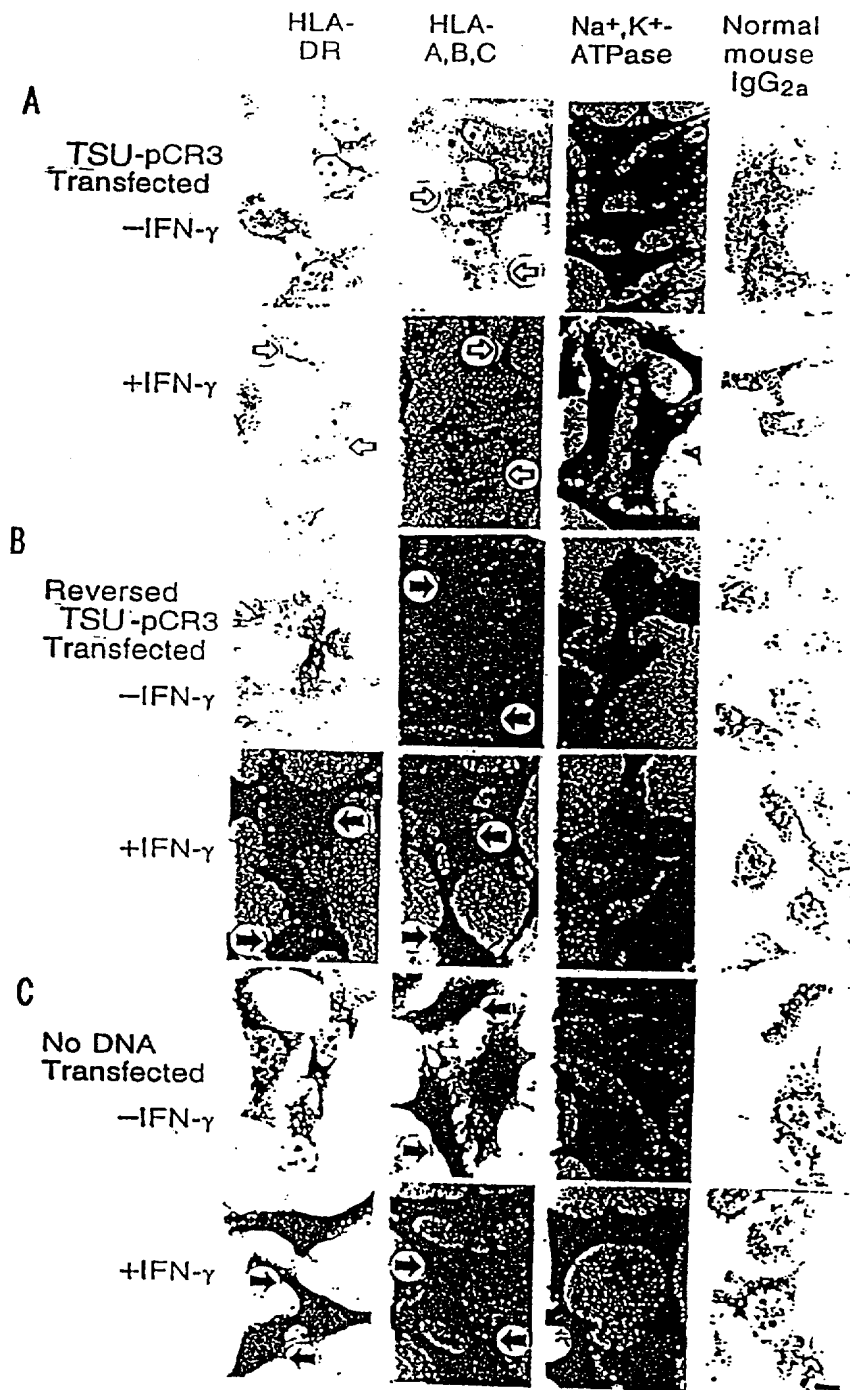 HLA-
DR
HLA-
A,B,C
Na⁺,K⁺-
ATPase
Normal
mouse
IgG₂ₐ
A
TSU-pCR3
Transfected
−IFN-γ
+IFN-γ
B
Reversed
TSU-pCR3
Transfected
−IFN-γ
+IFN-γ
C
No DNA
Transfected
−IFN-γ
+IFN-γ